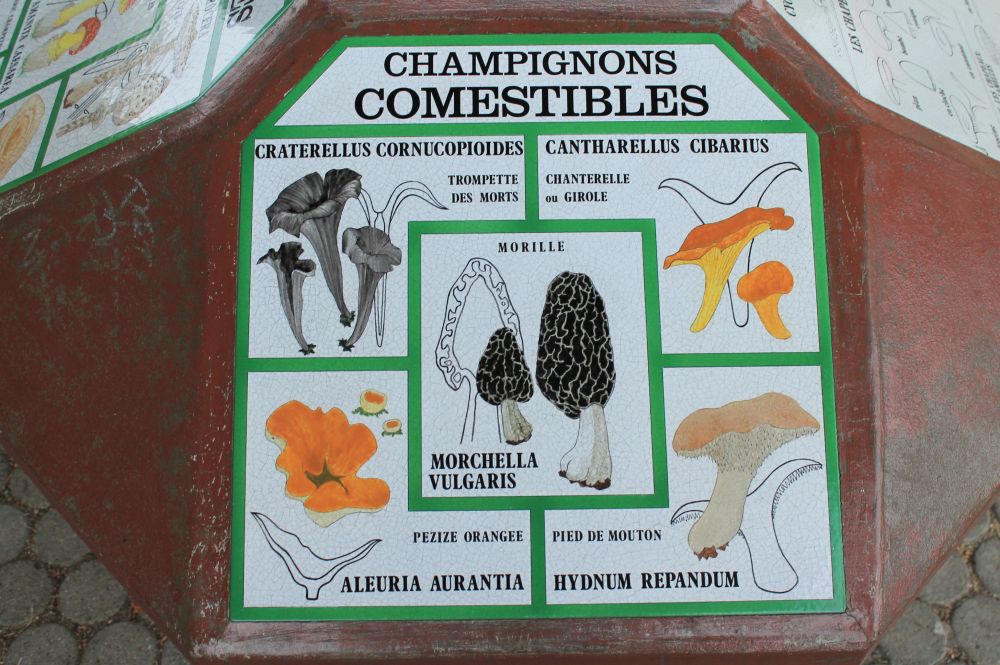 CHAMPIGNONS
COMESTIBLES
CRATERELLUS CORNUCOPIOIDES
TROMPETTE
DES MORTS
CANTHARELLUS CIBARIUS
CHANTERELLE
ou GIROLE
MORILLE
MORCHELLA
VULGARIS
PEZIZE ORANGEE
ALEURIA AURANTIA
PIED DE MOUTON
HYDNUM REPANDUM